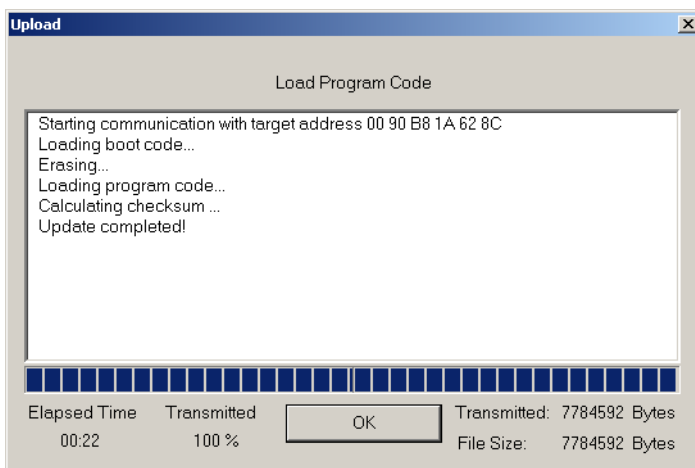 Upload
Load Program Code
Starting communication with target address 00 90 B8 1A 62 8C
Loading boot code...
Erasing...
Loading program code...
Calculating checksum ...
Update completed!
Elapsed Time Transmitted OK Transmitted: 7784592 Bytes
00:22 100 % File Size: 7784592 Bytes